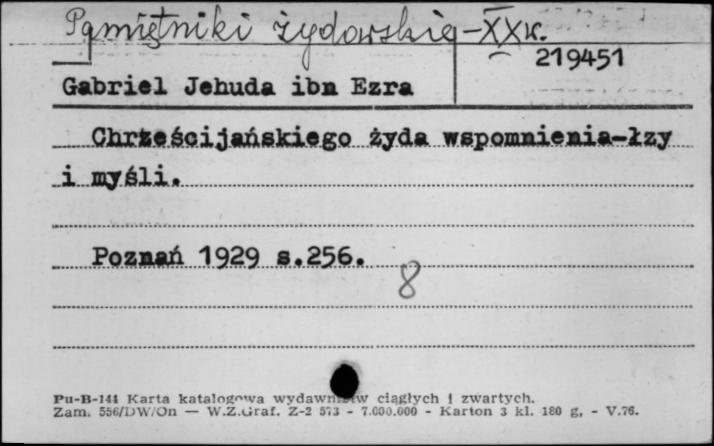 Pamiętniki żydowskie - XX w.
219451
Gabriel Jehuda ibn Ezra
Chrześcijańskiego żyda wspomnienia-łzy
i myśli.
Poznań 1929 s.256.
8
Pu-B-144 Karta katalogowa wydawnictw ciągłych i zwartych.
Zam. 556/DW/On — W.Z.Graf. Z-2 573 - 7.000.000 - Karton 3 kl. 180 g, - V.76.